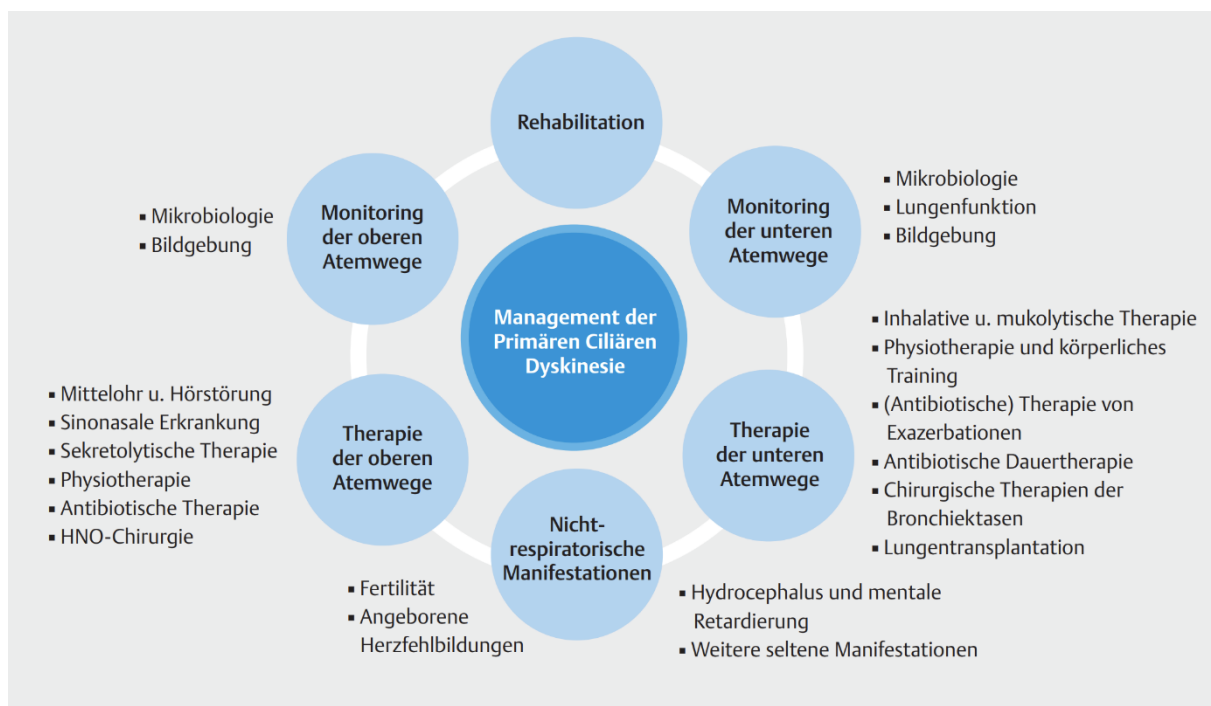 Rehabilitation
▪ Mikrobiologie
▪ Bildgebung
Monitoring
der oberen
Atemwege
Monitoring
der unteren
Atemwege
▪ Mikrobiologie
▪ Lungenfunktion
▪ Bildgebung
Management der
Primären Ciliären
Dyskinesie
▪ Mittelohr u. Hörstörung
▪ Sinonasale Erkrankung
▪ Sekretolytische Therapie
▪ Physiotherapie
▪ Antibiotische Therapie
▪ HNO-Chirurgie
Therapie
der oberen
Atemwege
Therapie
der unteren
Atemwege
▪ Inhalative u. mukolytische Therapie
▪ Physiotherapie und körperliches
Training
▪ (Antibiotische) Therapie von
Exazerbationen
▪ Antibiotische Dauertherapie
▪ Chirurgische Therapien der
Bronchiektasen
▪ Lungentransplantation
Nicht-
respiratorische
Manifestationen
▪ Fertilität
▪ Angeborene
Herzfehlbildungen
▪ Hydrocephalus und mentale
Retardierung
▪ Weitere seltene Manifestationen